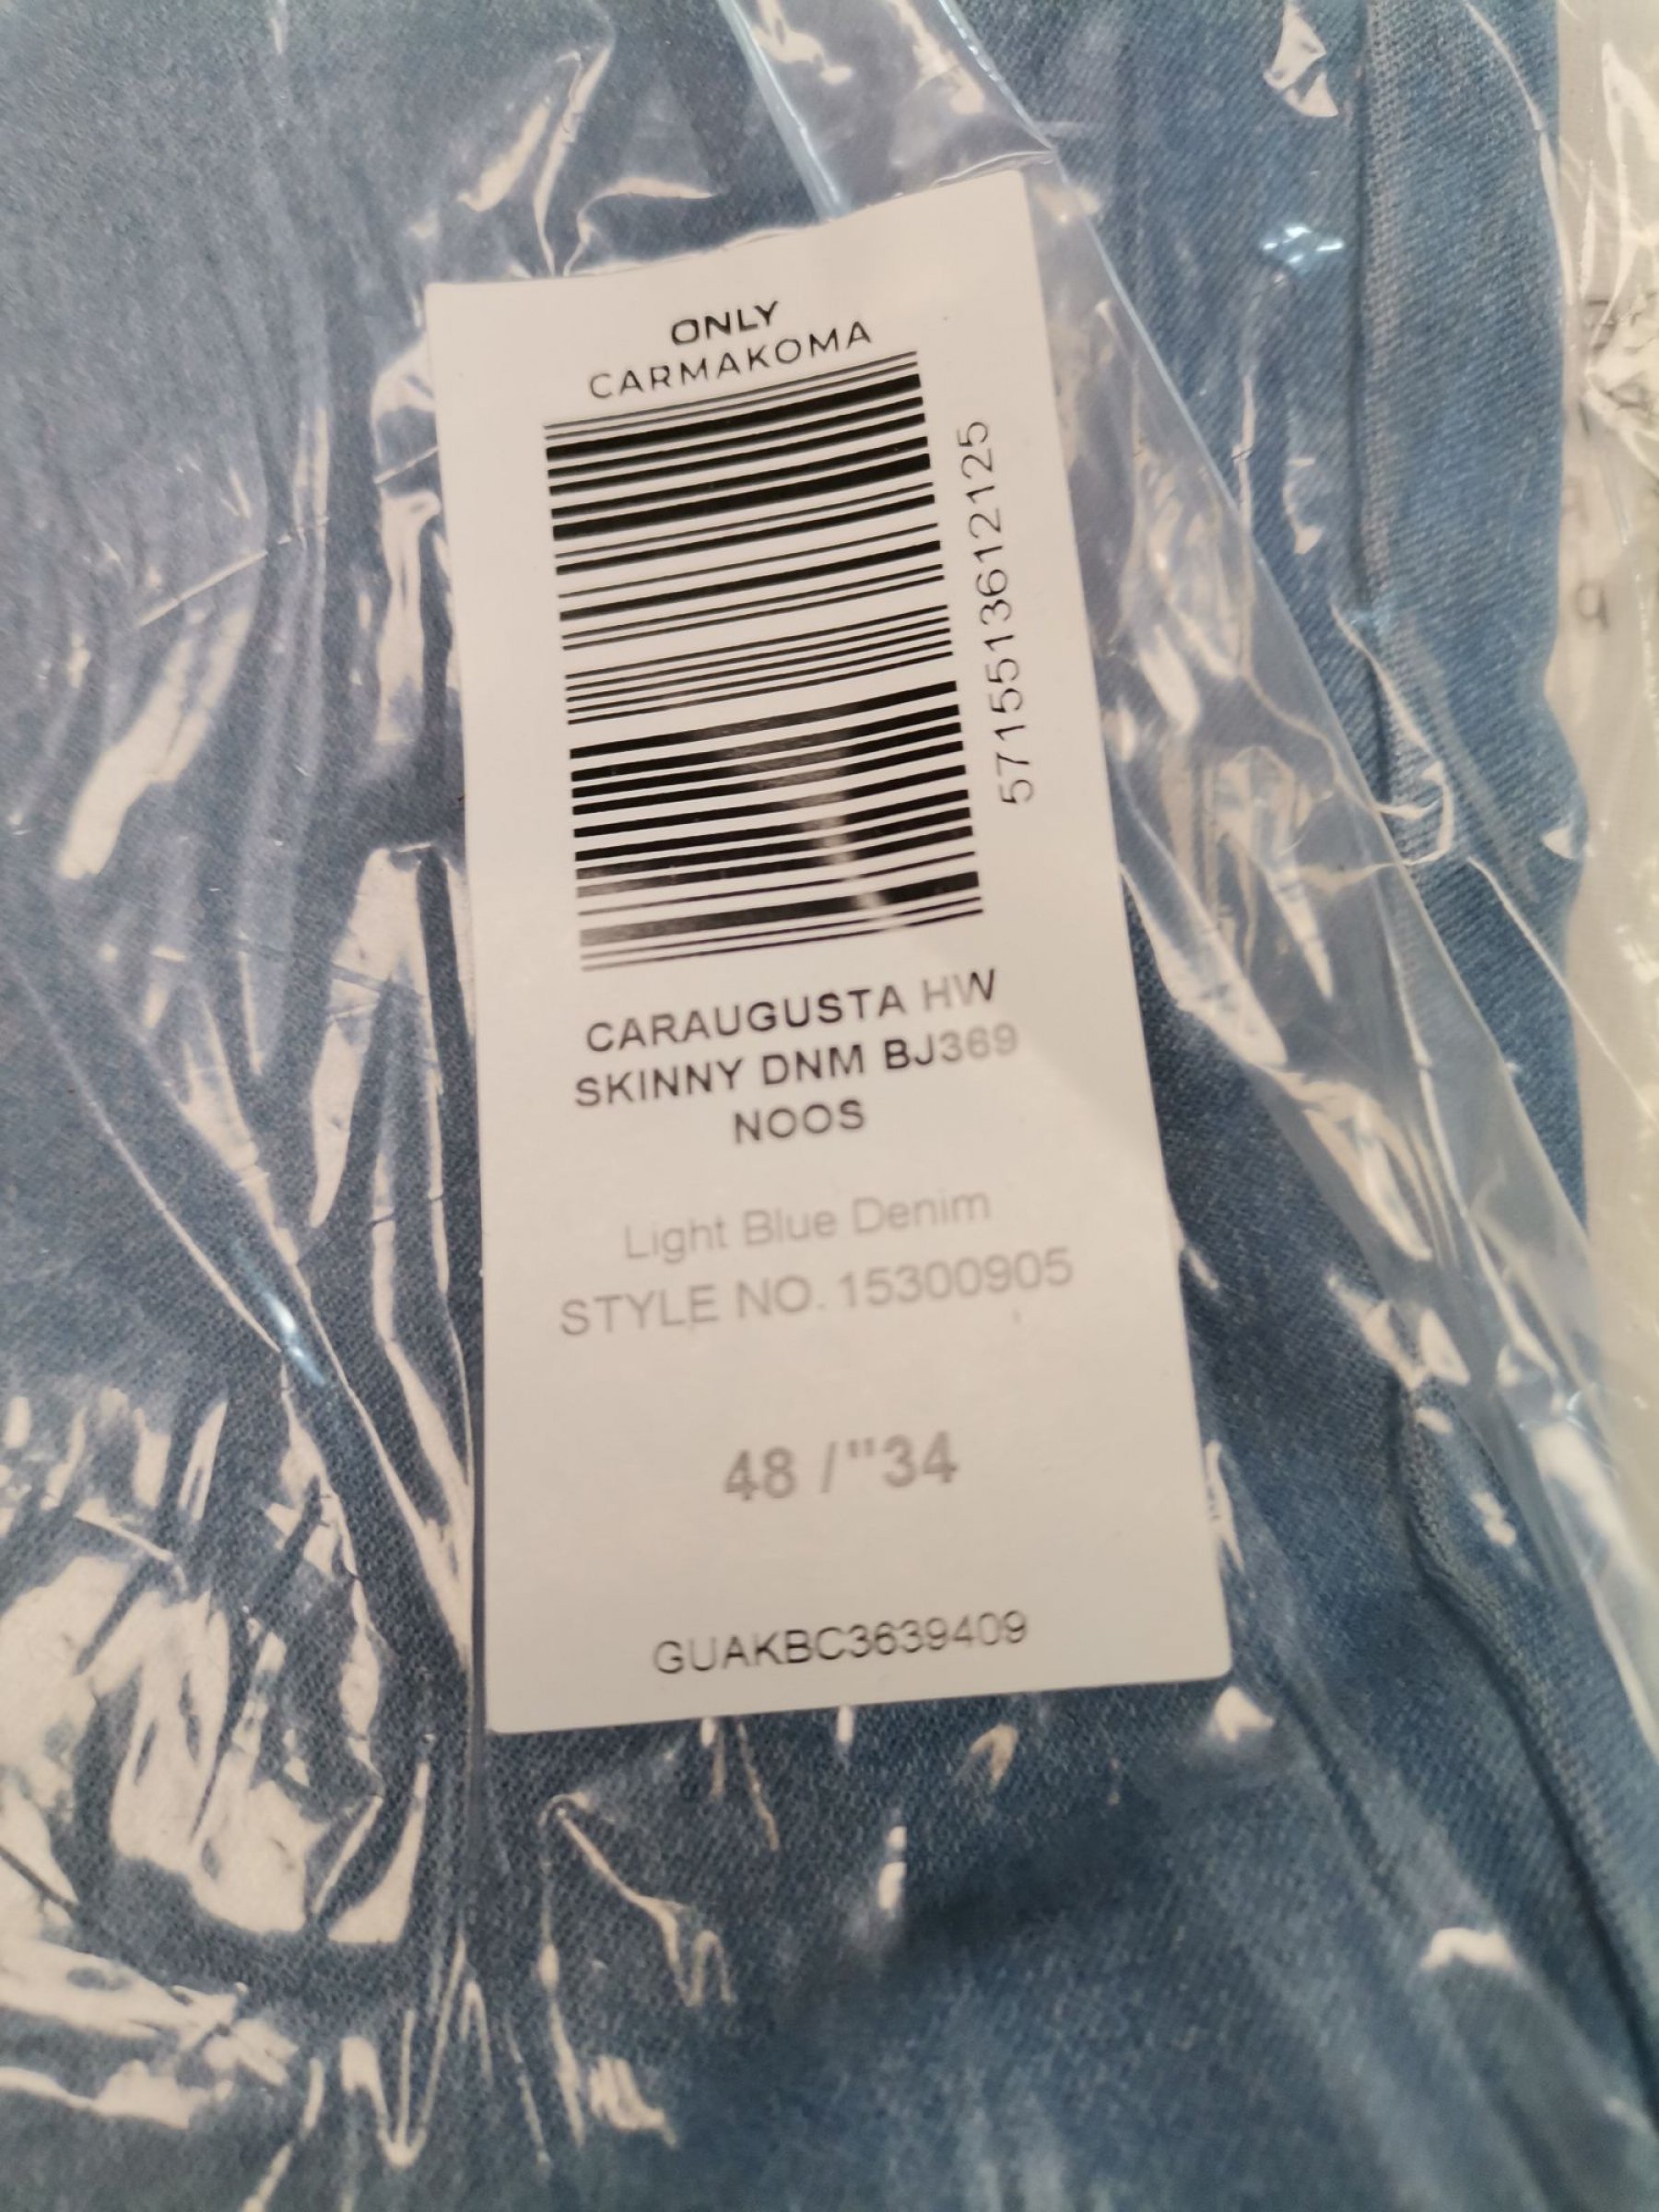 ONLY
CARMAKOMA
5715513612125
CARAUGUSTA HW
SKINNY DNM BJ369
NOOS
Light Blue Denim
STYLE NO. 15300905
48 /"34
GUAKBC3639409